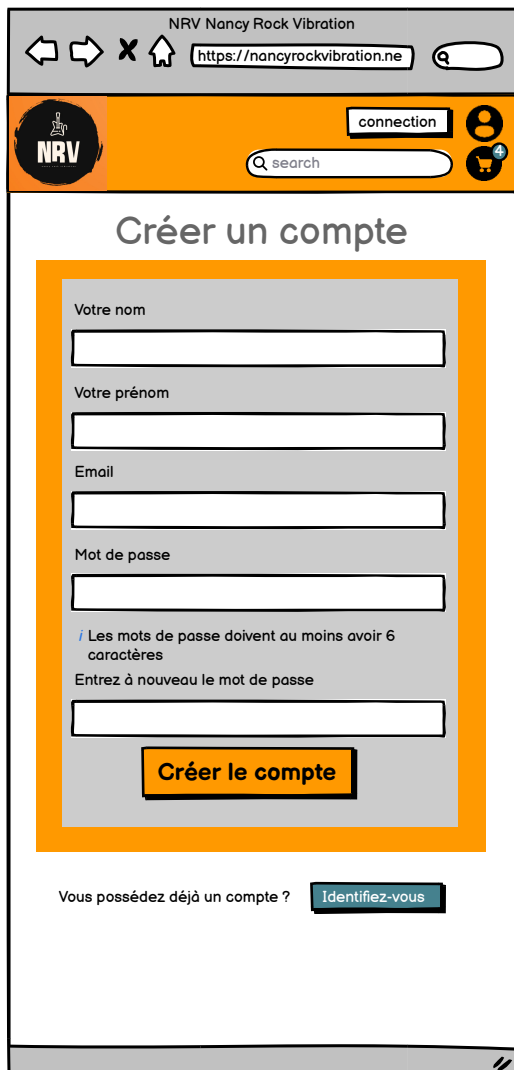 NRV Nancy Rock Vibration
https://nancyrockvibration.ne
NRV
connection
search
4
Créer un compte
Votre nom
Votre prénom
Email
Mot de passe
i Les mots de passe doivent au moins avoir 6
caractères
Entrez à nouveau le mot de passe
Créer le compte
Vous possédez déjà un compte ?
Identifiez-vous